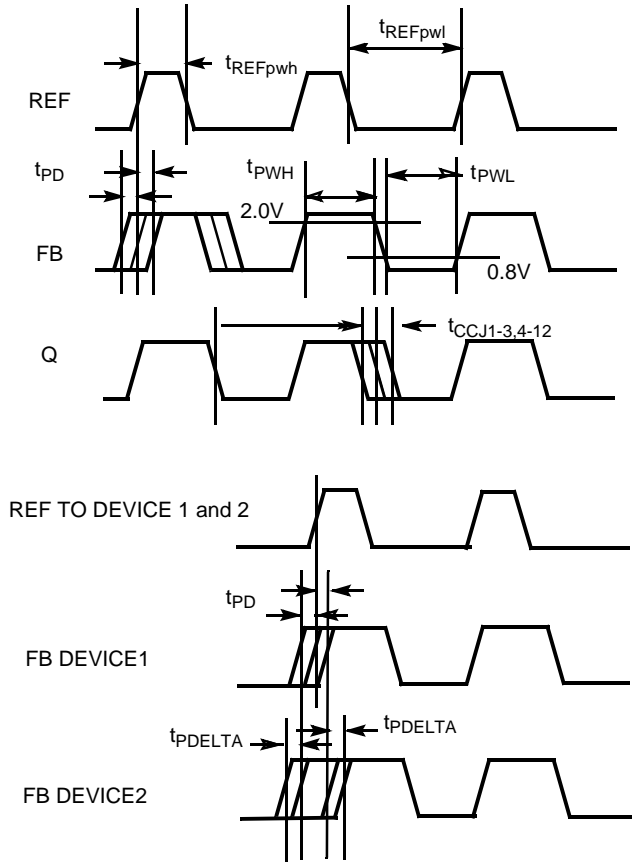 tREFpwl
tREFpwh
REF
tPD
tPWH
tPWL
2.0V
FB
0.8V
tCCJ1-3,4-12
Q
REF TO DEVICE 1 and 2
tPD
FB DEVICE1
tPDELTA
tPDELTA
FB DEVICE2